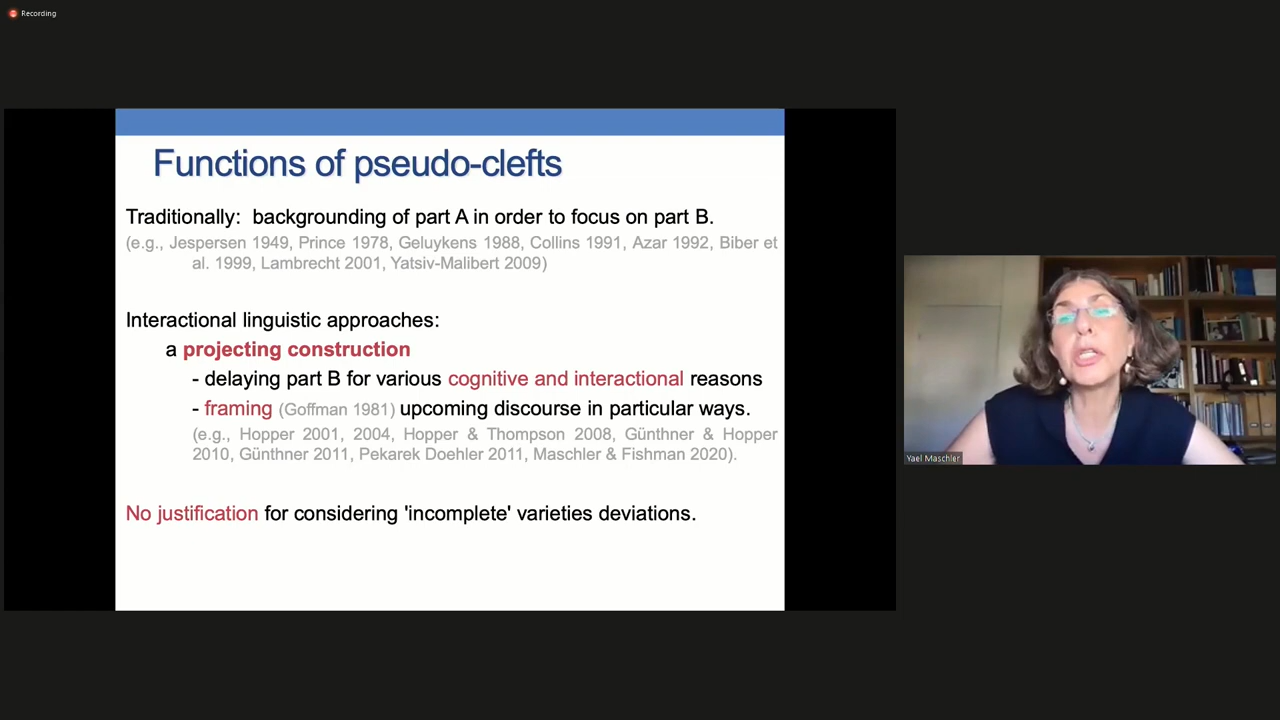 Recording
Functions of pseudo-clefts
Traditionally: backgrounding of part A in order to focus on part B.
(e.g., Jespersen 1949, Prince 1978, Geluykens 1988, Collins 1991, Azar 1992, Biber et
al. 1999, Lambrecht 2001, Yatsiv-Malibert 2009)
Interactional linguistic approaches:
a projecting construction
- delaying part B for various cognitive and interactional reasons
- framing (Goffman 1981) upcoming discourse in particular ways.
(e.g., Hopper 2001, 2004, Hopper & Thompson 2008, Günthner & Hopper
2010, Günthner 2011, Pekarek Doehler 2011, Maschler & Fishman 2020).
No justification for considering 'incomplete' varieties deviations.
Yael Maschler